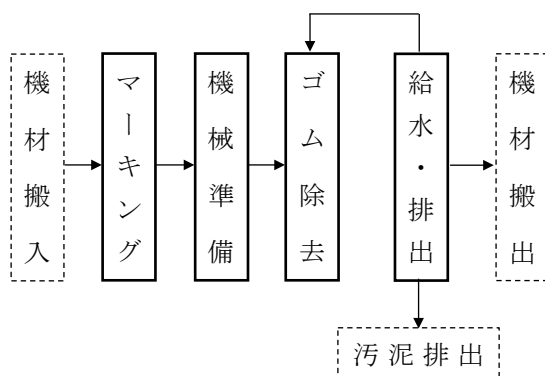 機材搬入
マーキング
機械準備
ゴム除去
給水・排出
機材搬出
汚泥排出